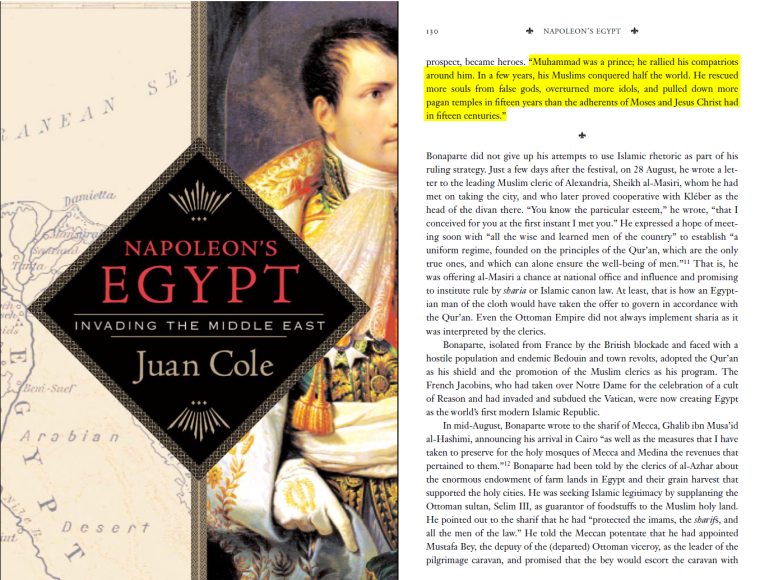 RANEAN SE
Damietta
Tanta
Beni-Suef
Arabian
Desert
EGYPT
NAPOLEON'S
EGYPT
INVADING THE MIDDLE EAST
Juan Cole
130
NAPOLEON'S EGYPT
prospect, became heroes. “Muhammad was a prince; he rallied his compatriots
around him. In a few years, his Muslims conquered half the world. He rescued
more souls from false gods, overturned more idols, and pulled down more
pagan temples in fifteen years than the adherents of Moses and Jesus Christ had
in fifteen centuries.”
Bonaparte did not give up his attempts to use Islamic rhetoric as part of his
ruling strategy. Just a few days after the festival, on 28 August, he wrote a let-
ter to the leading Muslim cleric of Alexandria, Sheikh al-Masiri, whom he had
met on taking the city, and who later proved cooperative with Kléber as the
head of the divan there. “You know the particular esteem,” he wrote, “that I
conceived for you at the first instant I met you.” He expressed a hope of meet-
ing soon with “all the wise and learned men of the country” to establish “a
uniform regime, founded on the principles of the Qur’an, which are the only
true ones, and which can alone ensure the well-being of men.”11 That is, he
was offering al-Masiri a chance at national office and influence and promising
to institute rule by sharia or Islamic canon law. At least, that is how an Egypt-
ian man of the cloth would have taken the offer to govern in accordance with
the Qur’an. Even the Ottoman Empire did not always implement sharia as it
was interpreted by the clerics.
Bonaparte, isolated from France by the British blockade and faced with a
hostile population and endemic Bedouin and town revolts, adopted the Qur’an
as his shield and the promotion of the Muslim clerics as his program. The
French Jacobins, who had taken over Notre Dame for the celebration of a cult
of Reason and had invaded and subdued the Vatican, were now creating Egypt
as the world’s first modern Islamic Republic.
In mid-August, Bonaparte wrote to the sharif of Mecca, Ghalib ibn Musa’id
al-Hashimi, announcing his arrival in Cairo “as well as the measures that I have
taken to preserve for the holy mosques of Mecca and Medina the revenues that
pertained to them.”12 Bonaparte had been told by the clerics of al-Azhar about
the enormous endowment of farm lands in Egypt and their grain harvest that
supported the holy cities. He was seeking Islamic legitimacy by supplanting the
Ottoman sultan, Selim III, as guarantor of foodstuffs to the Muslim holy land.
He pointed out to the sharif that he had “protected the imams, the sharifs, and
all the men of the law.” He told the Meccan potentate that he had appointed
Mustafa Bey, the deputy of the (departed) Ottoman viceroy, as the leader of the
pilgrimage caravan, and promised that the bey would escort the caravan with